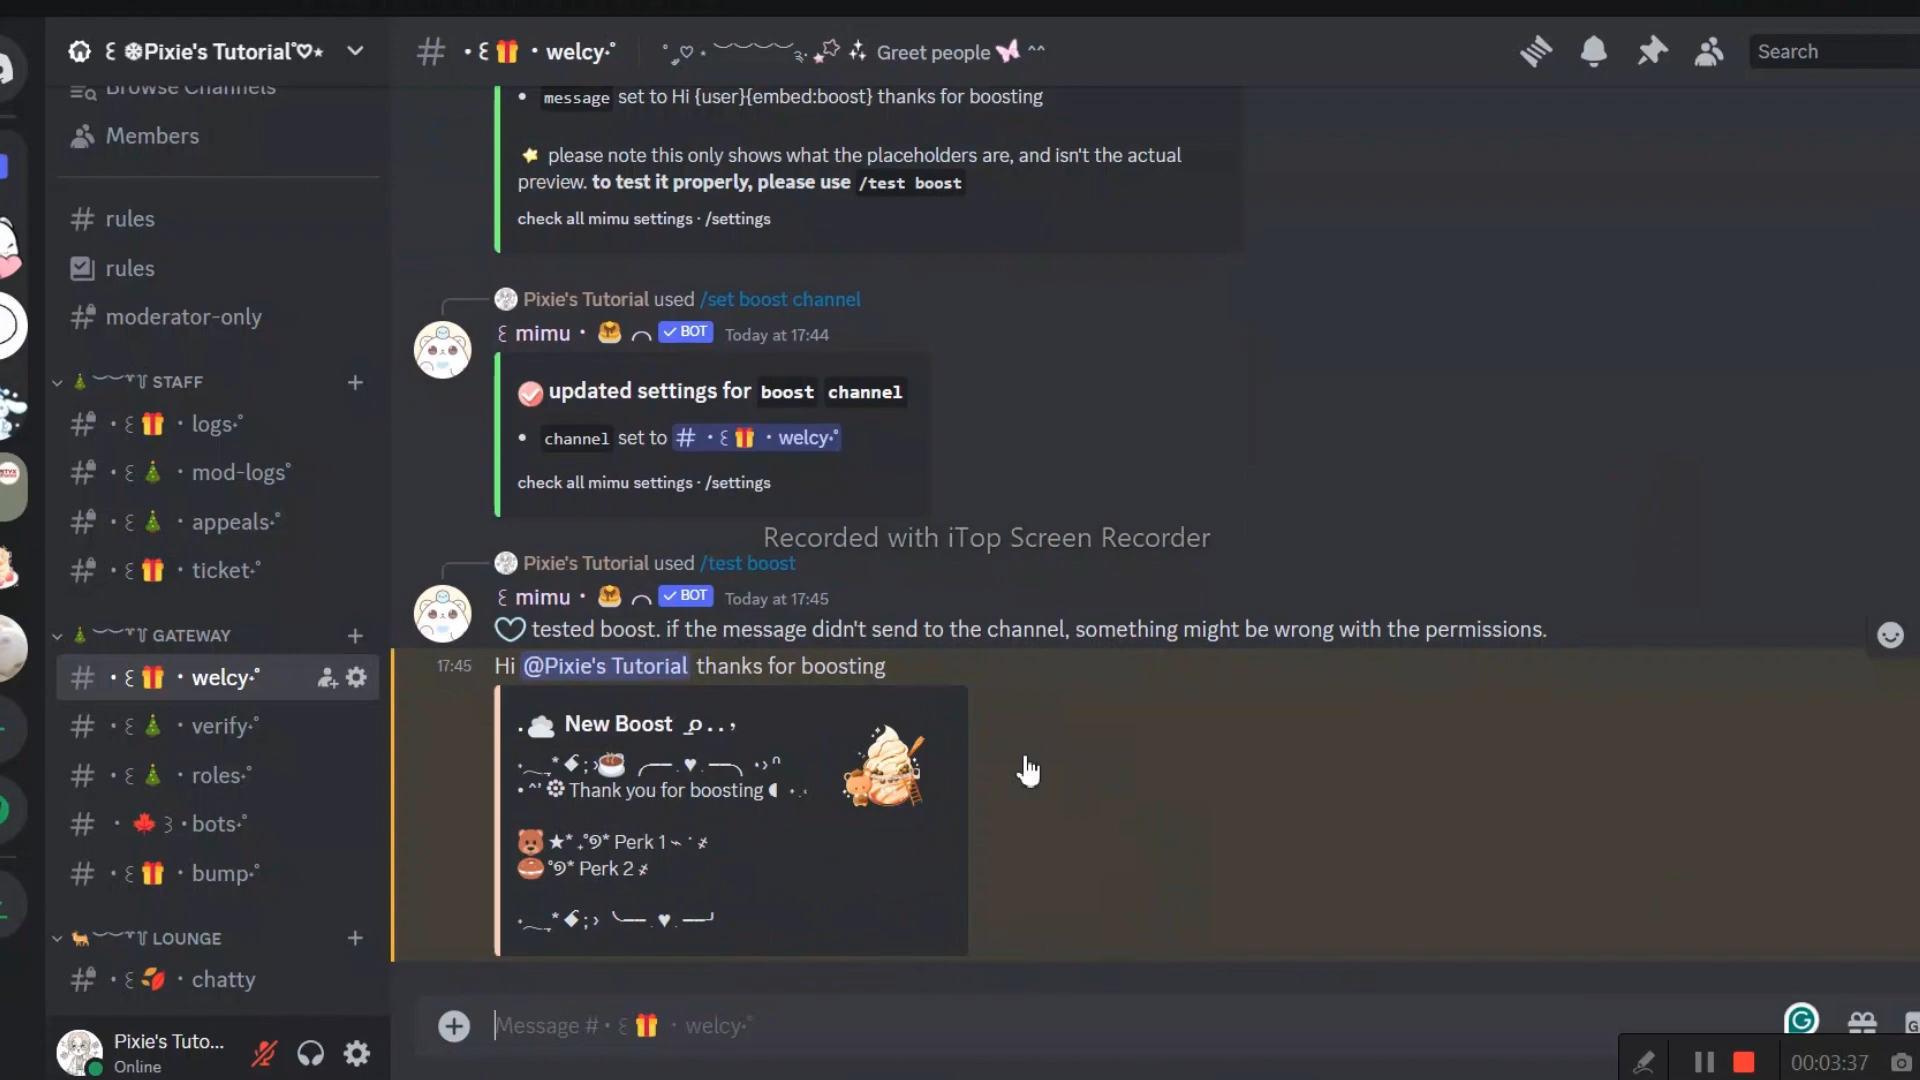 ꒰ ❄Pixie's Tutorial˚♡⋆
Browse Channels
Members
rules
rules
moderator-only
STAFF
logs
mod-logs
appeals
ticket
GATEWAY
welcy
verify
roles
bots
bump
LOUNGE
chatty
Pixie's Tuto...
Online
# • ꒰🎁 • welcy•˚
Greet people 🦋 ^^
Search
• message set to Hi {user}{embed:boost} thanks for boosting
please note this only shows what the placeholders are, and isn't the actual
preview. to test it properly, please use /test boost
check all mimu settings · /settings
Pixie's Tutorial used /set boost channel
꒰ mimu • BOT Today at 17:44
updated settings for boost channel
• channel set to # • ꒰🎁 • welcy•˚
check all mimu settings · /settings
Recorded with iTop Screen Recorder
Pixie's Tutorial used /test boost
꒰ mimu • BOT Today at 17:45
tested boost. if the message didn't send to the channel, something might be wrong with the permissions.
17:45 Hi @Pixie's Tutorial thanks for boosting
New Boost
Thank you for boosting
Perk 1
Perk 2
Message # • ꒰🎁 • welcy•˚
00:03:37